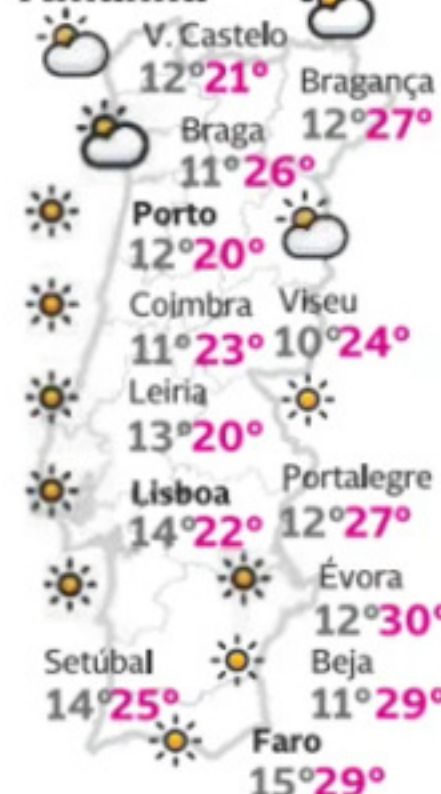 V. Castelo
12°21°
Bragança
12°27°
Braga
11°26°
Porto
12°20°
Coimbra
11°23°
Viseu
10°24°
Leiria
13°20°
Lisboa
14°22°
Portalegre
12°27°
Évora
12°30°
Setúbal
14°25°
Beja
11°29°
Faro
15°29°